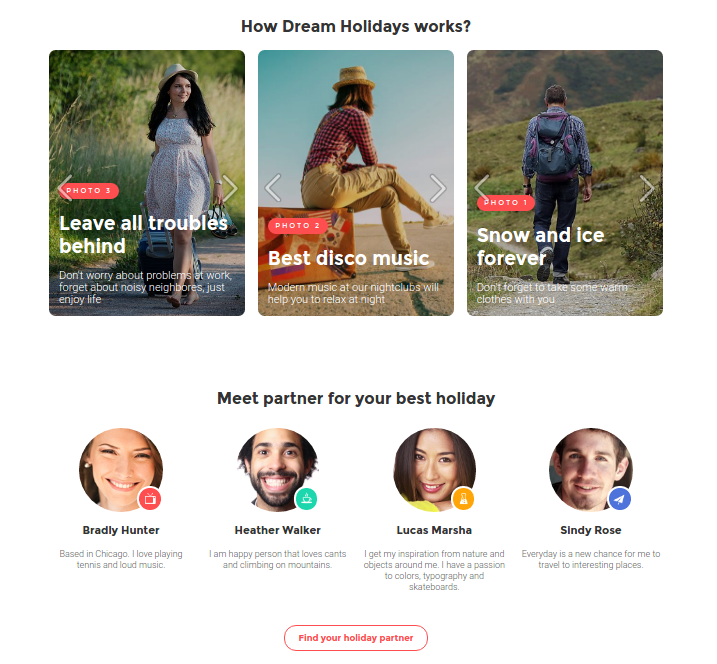 How Dream Holidays works?
PHOTO 3
Leave all troubles
behind
Don't worry about problems at work,
forget about noisy neighbores, just
enjoy life
PHOTO 2
Best disco music
Modern music at our nightclubs will
help you to relax at night
PHOTO 1
Snow and ice
forever
Don't forget to take some warm
clothes with you
Meet partner for your best holiday
Bradly Hunter
Based in Chicago. I love playing
tennis and loud music.
Heather Walker
I am happy person that loves cants
and climbing on mountains.
Lucas Marsha
I get my inspiration from nature and
objects around me. I have a passion
to colors, typography and
skateboards.
Sindy Rose
Everyday is a new chance for me to
travel to interesting places.
Find your holiday partner